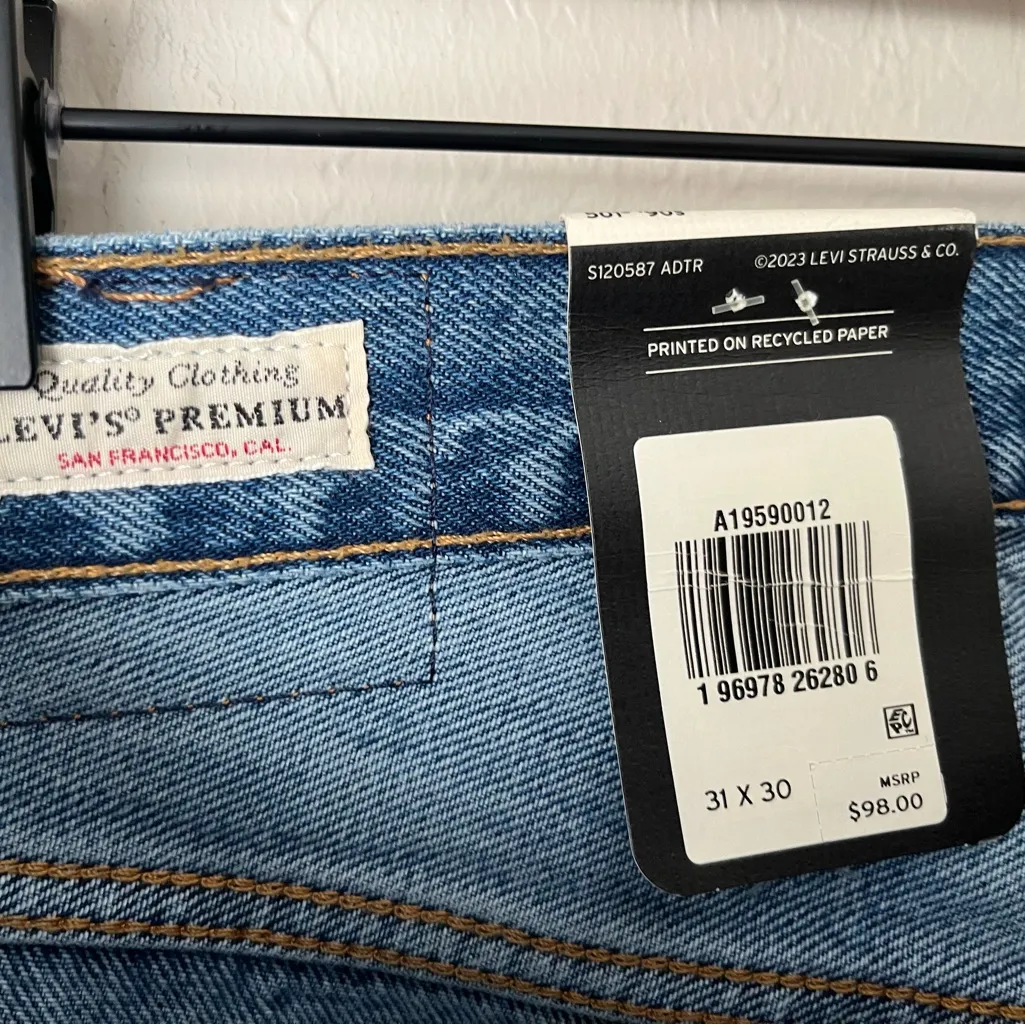 Quality Clothing
LEVI'S® PREMIUM
SAN FRANCISCO, CAL.
S120587 ADTR
©2023 LEVI STRAUSS & CO.
PRINTED ON RECYCLED PAPER
A19590012
1 96978 26280 6
EPC
31 X 30
MSRP
$98.00